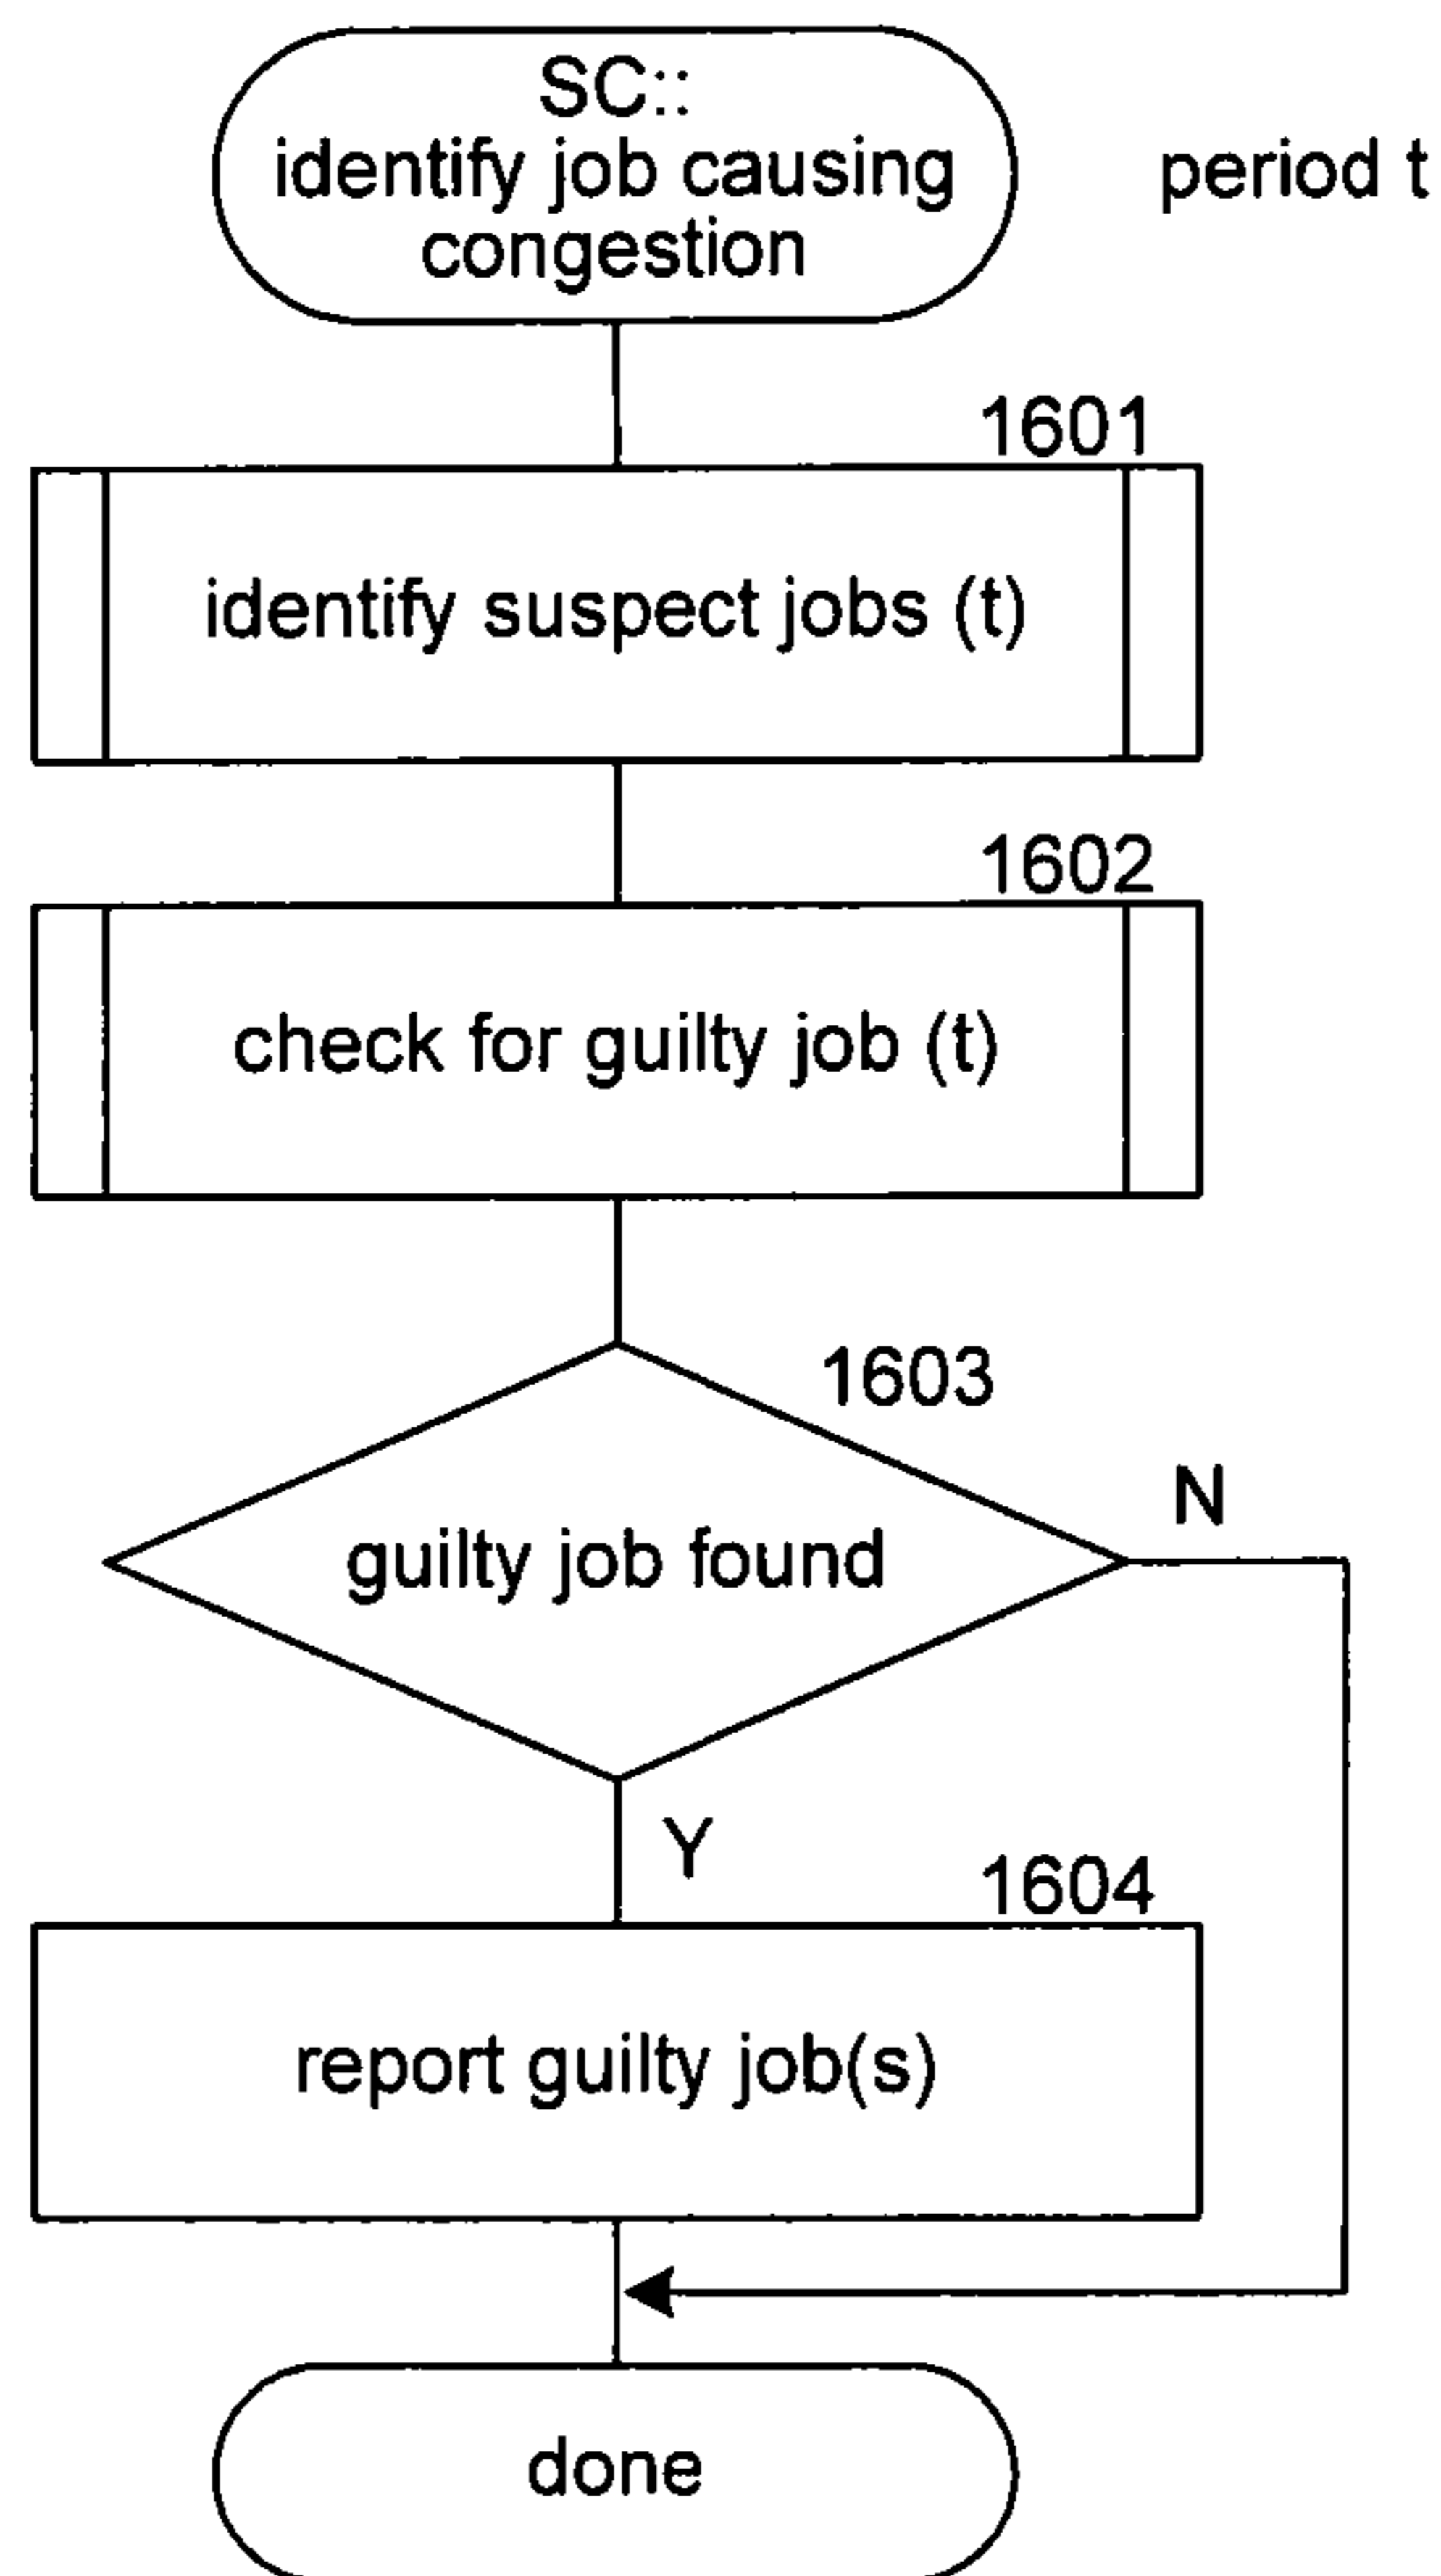 SC::
identify job causing
congestion
period t
1601
identify suspect jobs (t)
1602
check for guilty job (t)
1603
guilty job found
N
Y
1604
report guilty job(s)
done